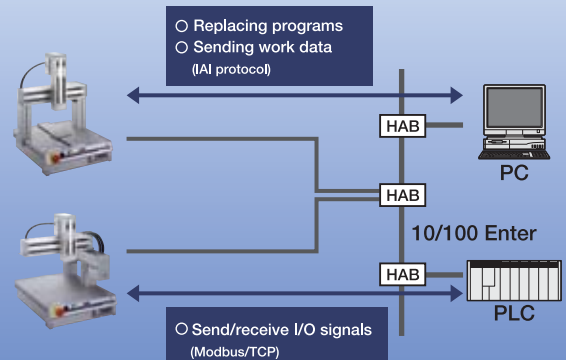 ○ Replacing programs
○ Sending work data
(IAI protocol)
HAB
PC
HAB
10/100 Enter
HAB
PLC
○ Send/receive I/O signals
(Modbus/TCP)